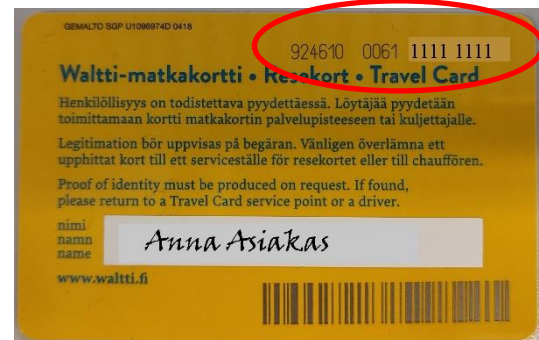 GEMALTO SGP U1098974D 0418
924610 0061 1111 1111
Waltti-matkakortti • Resekort • Travel Card
Henkilöllisyys on todistettava pyydettäessä. Löytäjää pyydetään
toimittamaan kortti matkakortin palvelupisteeseen tai kuljettajalle.
Legitimation bör uppvisas på begäran. Vänligen överlämna ett
upphittat kort till ett serviceställe för resekortet eller till chauffören.
Proof of identity must be produced on request. If found,
please return to a Travel Card service point or a driver.
nimi
namn
name
Anna Asiakas
www.waltti.fi